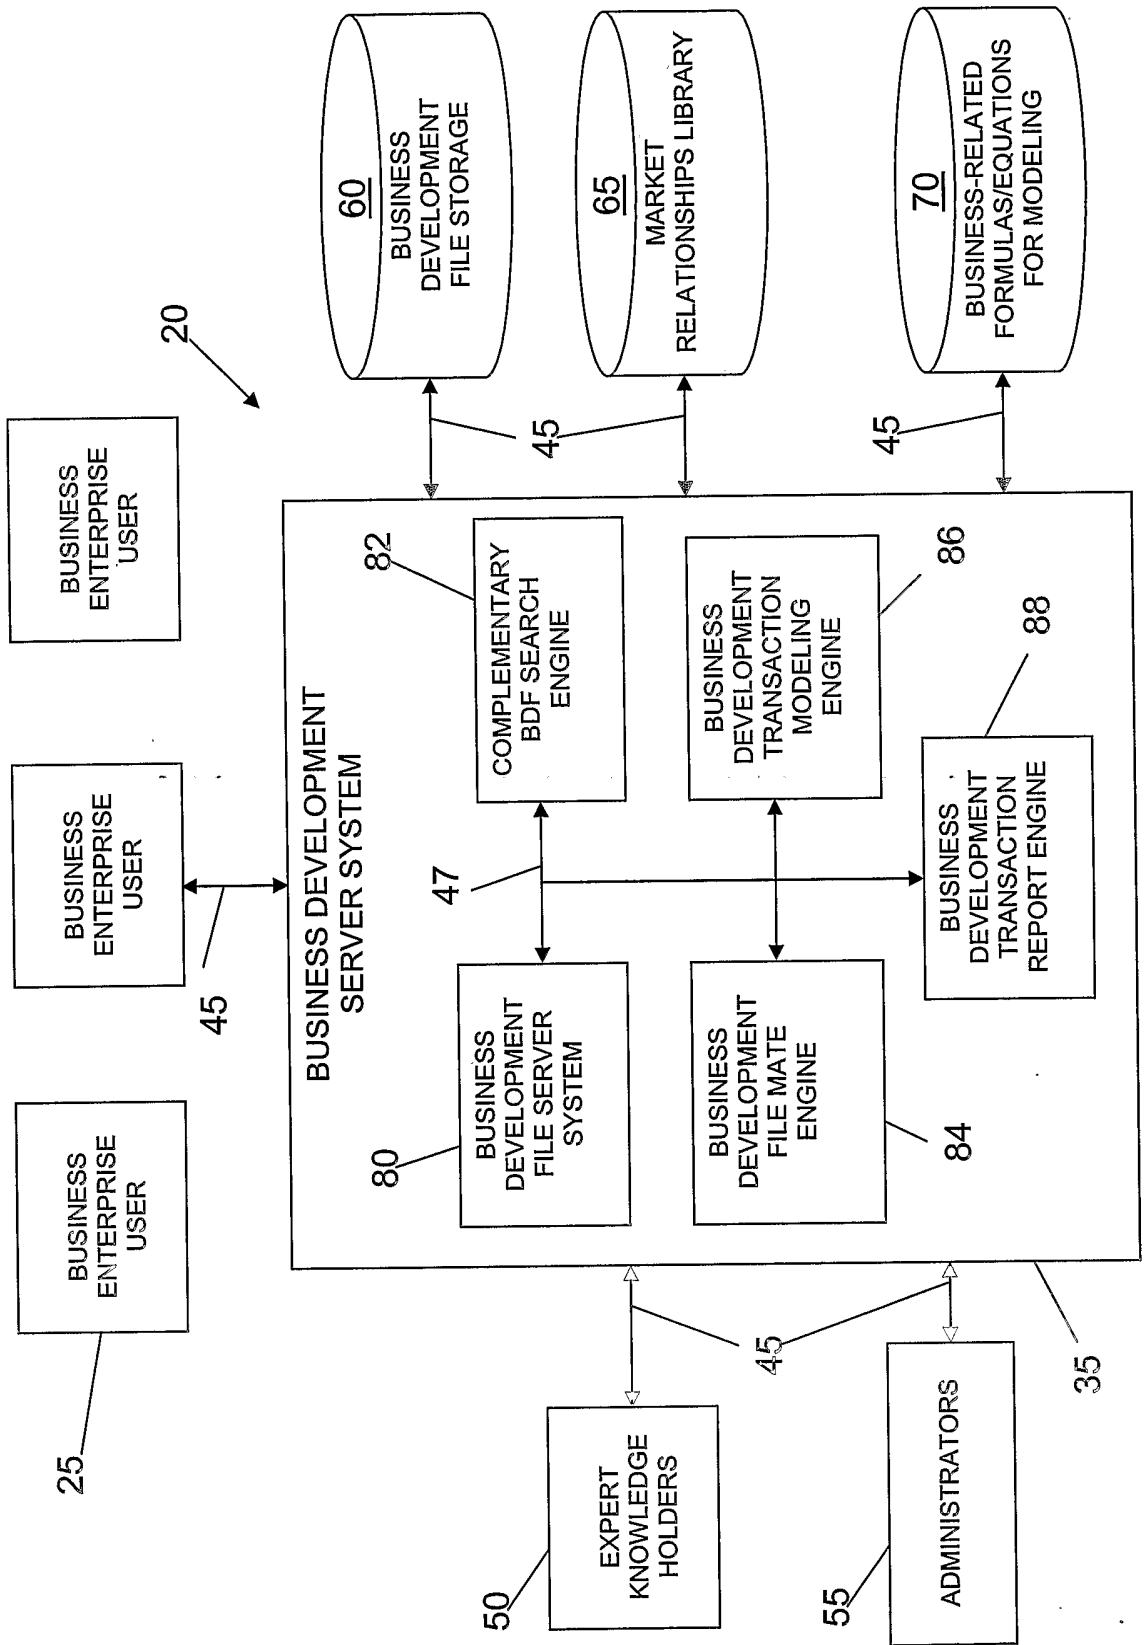 20
BUSINESS
ENTERPRISE
USER
25
BUSINESS
ENTERPRISE
USER
45
BUSINESS
ENTERPRISE
USER
BUSINESS DEVELOPMENT
SERVER SYSTEM
35
EXPERT
KNOWLEDGE
HOLDERS
50
ADMINISTRATORS
55
45
BUSINESS
DEVELOPMENT
FILE SERVER
SYSTEM
80
47
COMPLEMENTARY
BDF SEARCH
ENGINE
82
BUSINESS
DEVELOPMENT
FILE MATE
ENGINE
84
BUSINESS
DEVELOPMENT
TRANSACTION
MODELING
ENGINE
86
BUSINESS
DEVELOPMENT
TRANSACTION
REPORT ENGINE
88
45
45
60
BUSINESS
DEVELOPMENT
FILE STORAGE
65
MARKET
RELATIONSHIPS LIBRARY
70
BUSINESS-RELATED
FORMULAS/EQUATIONS
FOR MODELING